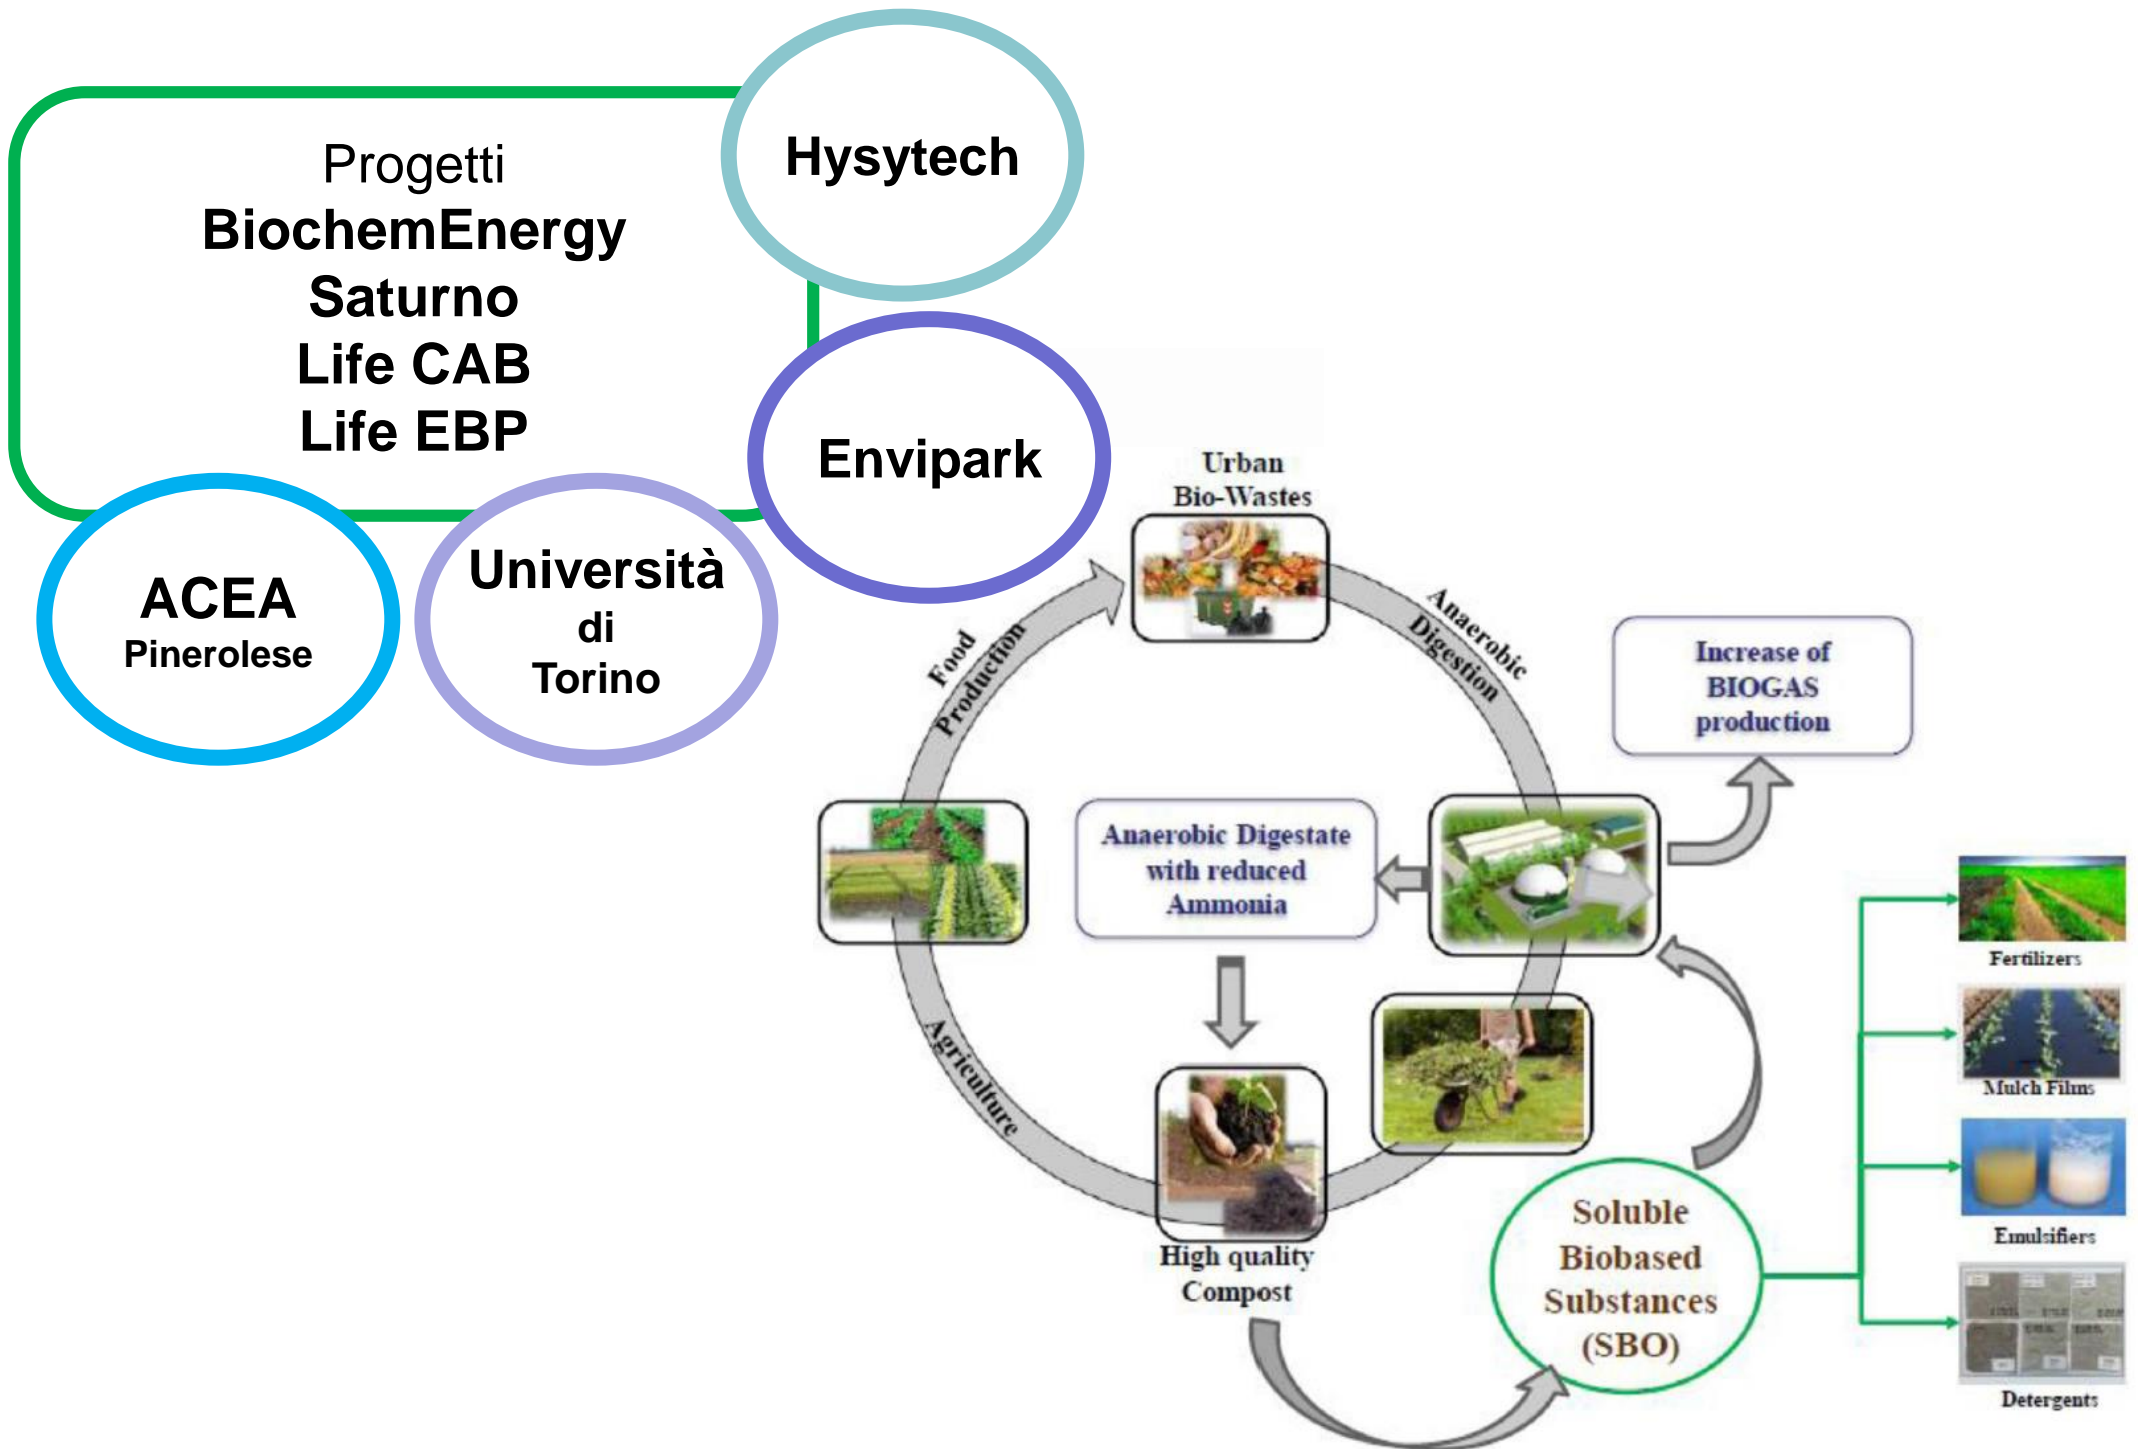 Progetti
BiochemEnergy
Saturno
Life CAB
Life EBP
Hysytech
Envipark
ACEA
Pinerolese
Università
di
Torino
Urban
Bio-Wastes
Food
Production
Anaerobic
Digestion
Increase of
BIOGAS
production
Anaerobic Digestate
with reduced
Ammonia
Agriculture
High quality
Compost
Soluble
Biobased
Substances
(SBO)
Fertilizers
Mulch Films
Emulsifiers
Detergents